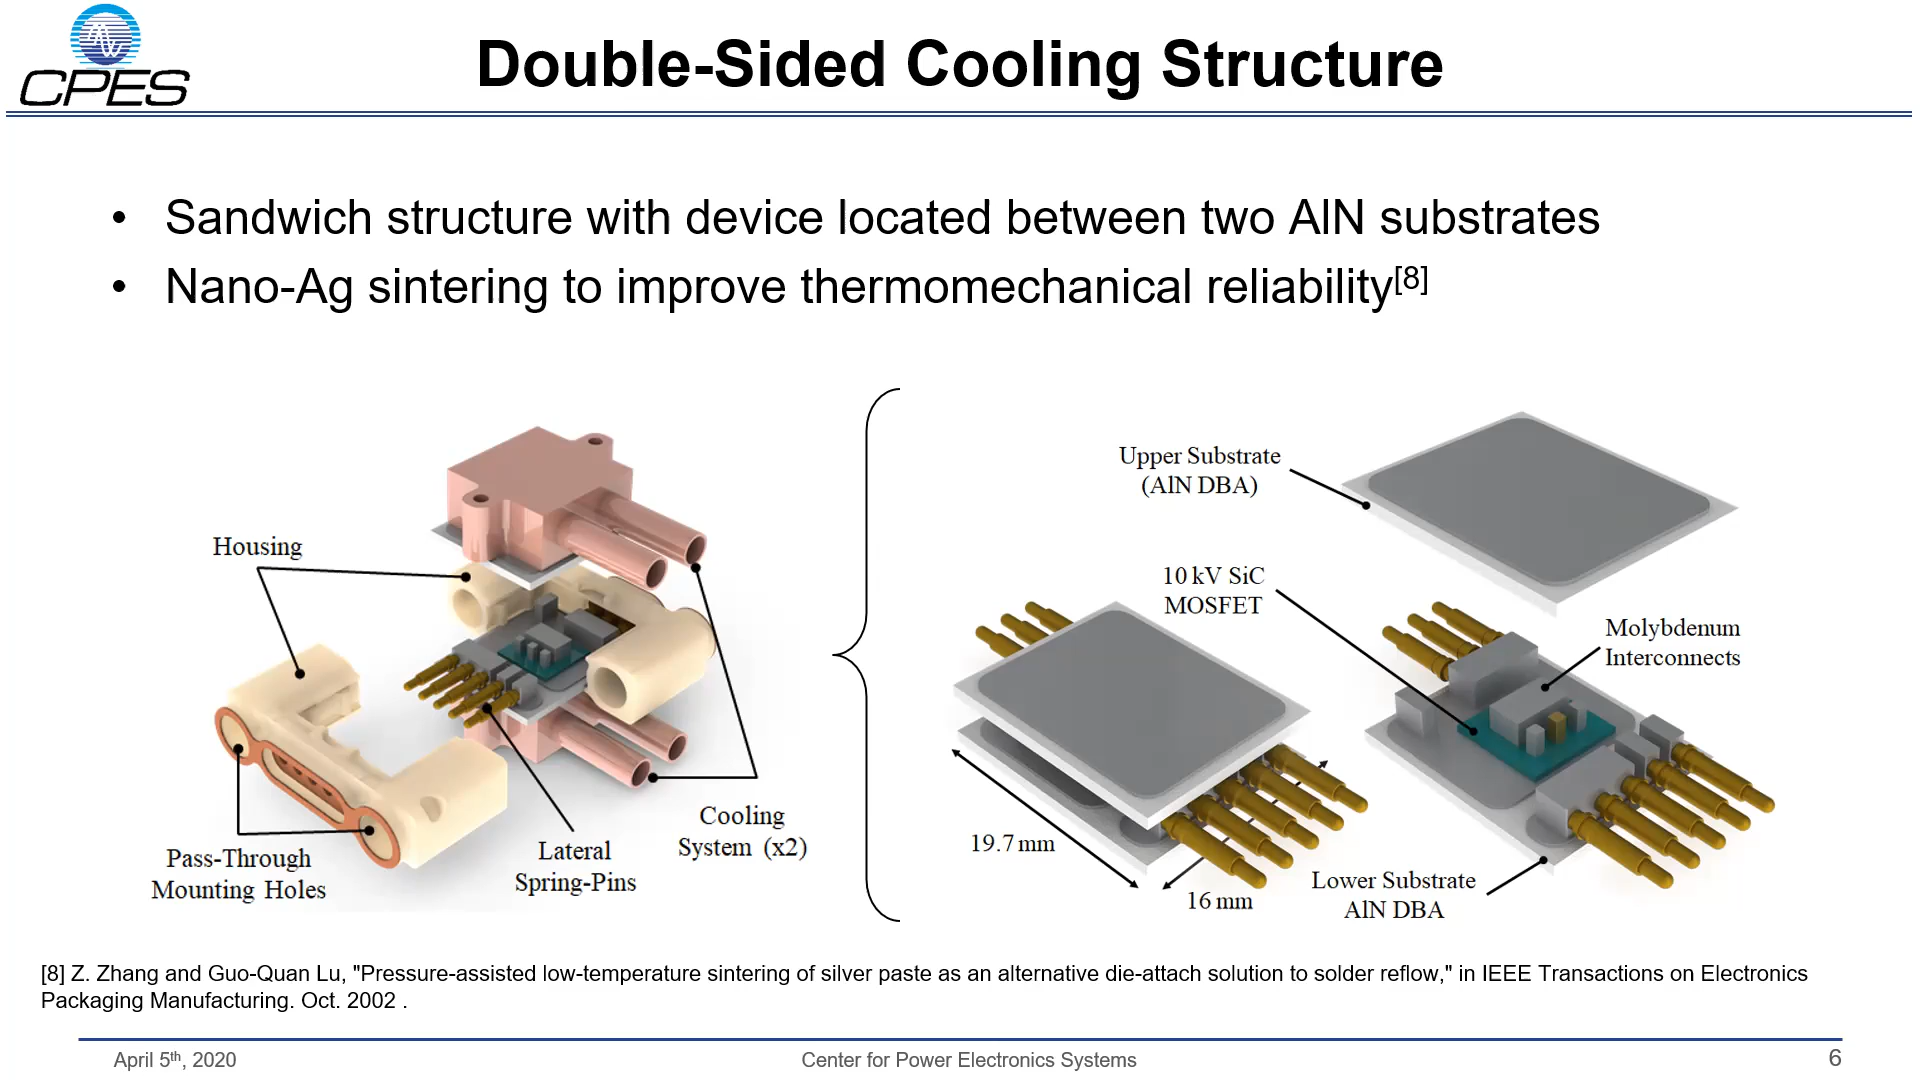 CPES
Double-Sided Cooling Structure
• Sandwich structure with device located between two AlN substrates
• Nano-Ag sintering to improve thermomechanical reliability[8]
Housing
Pass-Through
Mounting Holes
Lateral
Spring-Pins
Cooling
System (x2)
Upper Substrate
(AlN DBA)
10 kV SiC
MOSFET
Molybdenum
Interconnects
19.7 mm
16 mm
Lower Substrate
AlN DBA
[8] Z. Zhang and Guo-Quan Lu, "Pressure-assisted low-temperature sintering of silver paste as an alternative die-attach solution to solder reflow," in IEEE Transactions on Electronics
Packaging Manufacturing. Oct. 2002 .
April 5th, 2020
Center for Power Electronics Systems
6